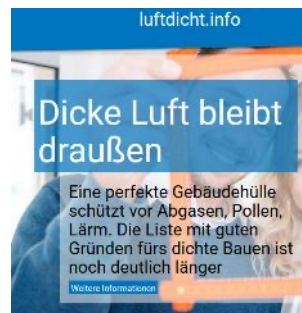 luftdicht.info
Dicke Luft bleibt
draußen
Eine perfekte Gebäudehülle
schützt vor Abgasen, Pollen,
Lärm. Die Liste mit guten
Gründen fürs dichte Bauen ist
noch deutlich länger
Weitere Informationen